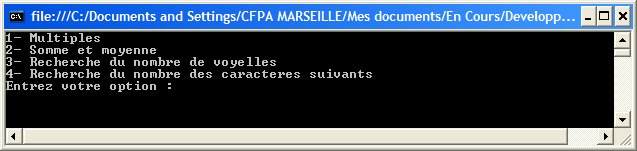 file:///C:/Documents and Settings/CFPA MARSEILLE/Mes documents/En Cours/Developp...
1- Multiples
2- Somme et moyenne
3- Recherche du nombre de voyelles
4- Recherche du nombre des caracteres suivants
Entrez votre option :